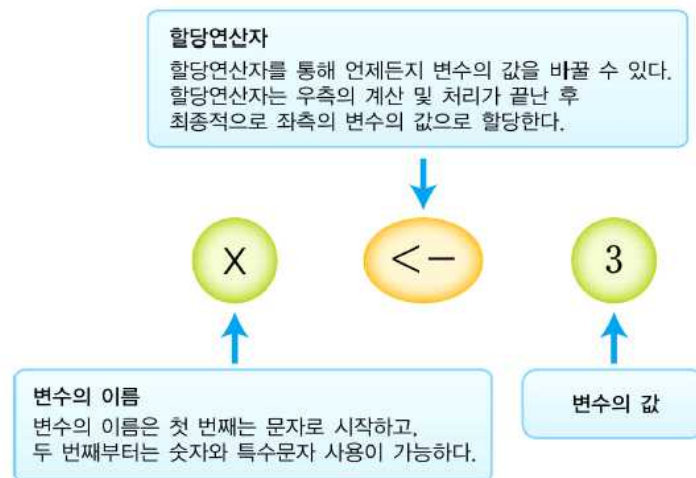 할당연산자
할당연산자를 통해 언제든지 변수의 값을 바꿀 수 있다.
할당연산자는 우측의 계산 및 처리가 끝난 후
최종적으로 좌측의 변수의 값으로 할당한다.
X <- 3
변수의 이름
변수의 이름은 첫 번째는 문자로 시작하고,
두 번째부터는 숫자와 특수문자 사용이 가능하다.
변수의 값